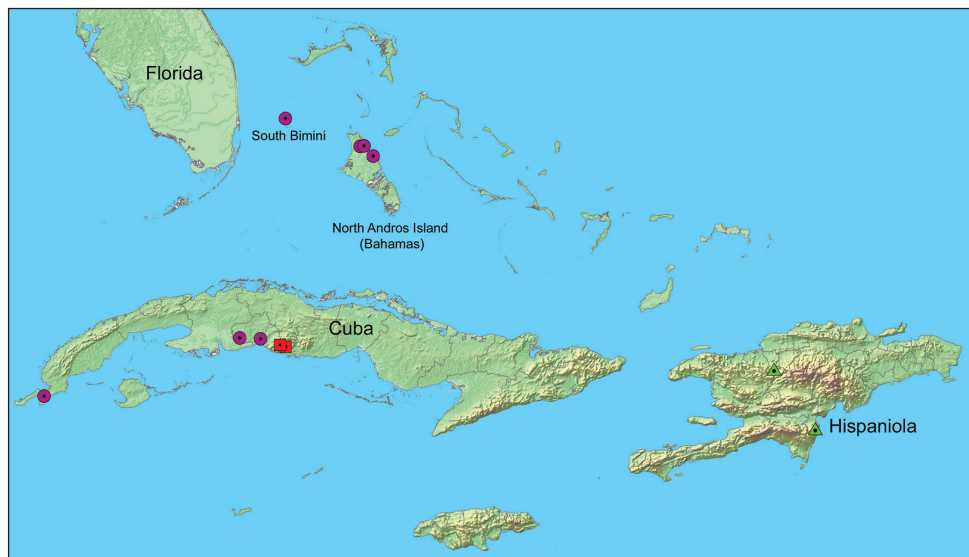 Florida
South Bimini
North Andros Island
(Bahamas)
Cuba
Hispaniola